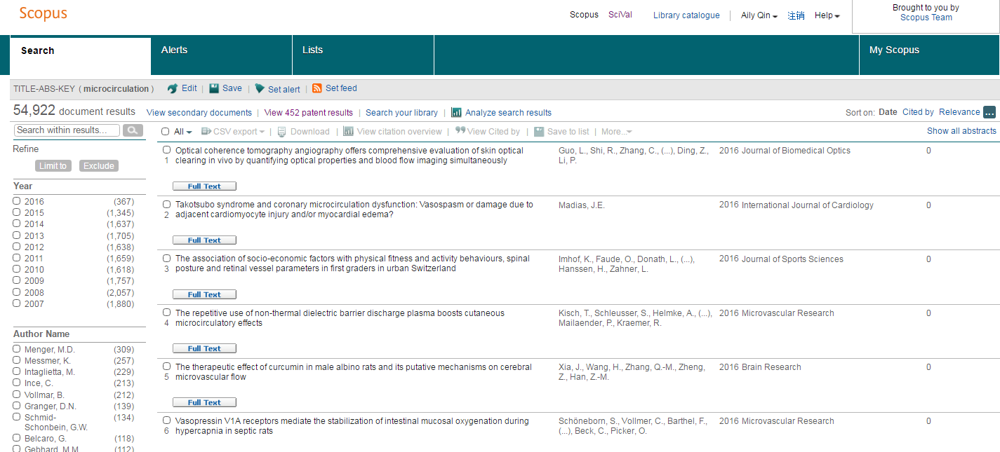 Scopus
Scopus SciVal Library catalogue Aily Qin 注销 Help
Brought to you by
Scopus Team
Search Alerts Lists My Scopus
TITLE-ABS-KEY ( microcirculation ) Edit | Save | Set alert | Set feed
54,922 document results View secondary documents | View 452 patent results | Search your library | Analyze search results Sort on: Date Cited by Relevance ...
Search within results...
All CSV export | Download | View citation overview | View Cited by | Save to list | More... Show all abstracts
Refine
Limit to Exclude
Year
2016 (367)
2015 (1,345)
2014 (1,637)
2013 (1,705)
2012 (1,638)
2011 (1,659)
2010 (1,618)
2009 (1,757)
2008 (2,057)
2007 (1,880)
Author Name
Menger, M.D. (309)
Messmer, K. (257)
Intaglietta, M. (229)
Ince, C. (213)
Vollmar, B. (212)
Granger, D.N. (139)
Schmid- (134)
Schonbein, G.W.
Belcaro, G. (118)
Gebhard, M.M. (112)
Optical coherence tomography angiography offers comprehensive evaluation of skin optical Guo, L., Shi, R., Zhang, C., (...), Ding, Z., 2016 Journal of Biomedical Optics 0
1 clearing in vivo by quantifying optical properties and blood flow imaging simultaneously Li, P.
Full Text
Takotsubo syndrome and coronary microcirculation dysfunction: Vasospasm or damage due to Madias, J.E. 2016 International Journal of Cardiology 0
2 adjacent cardiomyocyte injury and/or myocardial edema?
Full Text
The association of socio-economic factors with physical fitness and activity behaviours, spinal Imhof, K., Faude, O., Donath, L., (...), 2016 Journal of Sports Sciences 0
3 posture and retinal vessel parameters in first graders in urban Switzerland Hanssen, H., Zahner, L.
Full Text
The repetitive use of non-thermal dielectric barrier discharge plasma boosts cutaneous Kisch, T., Schleusser, S., Helmke, A., (...), 2016 Microvascular Research 0
4 microcirculatory effects Mailaender, P., Kraemer, R.
Full Text
The therapeutic effect of curcumin in male albino rats and its putative mechanisms on cerebral Xia, J., Wang, H., Zhang, Q.-M., Zheng, 2016 Brain Research 0
5 microvascular flow Z., Han, Z.-M.
Full Text
Vasopressin V1A receptors mediate the stabilization of intestinal mucosal oxygenation during Schöneborn, S., Vollmer, C., Barthel, F., 2016 Microvascular Research 0
6 hypercapnia in septic rats (...), Beck, C., Picker, O.